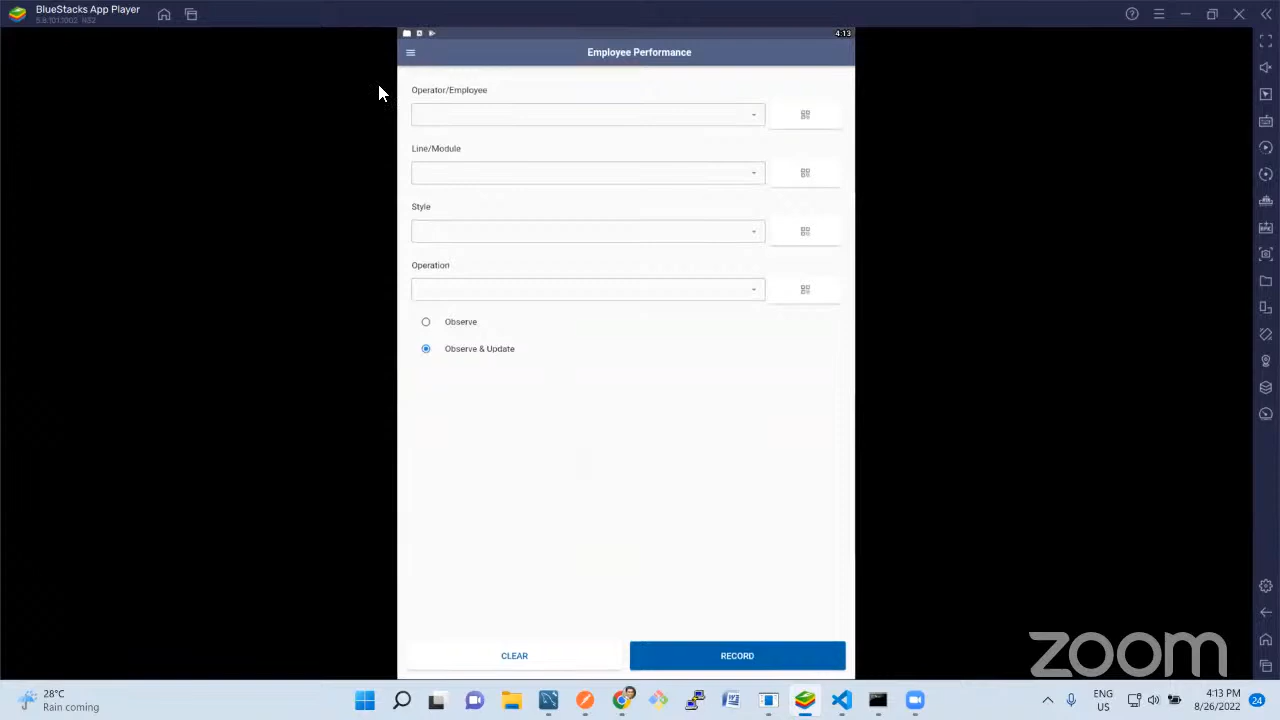 BlueStacks App Player
4:13
Employee Performance
Operator/Employee
Line/Module
Style
Operation
Observe
Observe & Update
CLEAR
RECORD
zoom
28°C
Rain coming
ENG
US
4:13 PM
8/26/2022
24